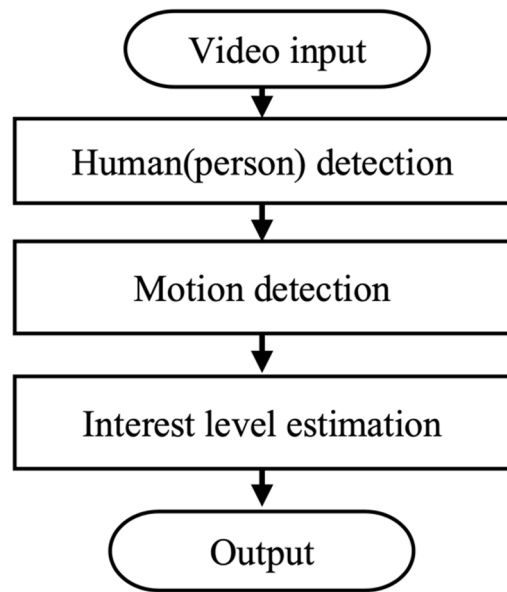 Video input
Human(person) detection
Motion detection
Interest level estimation
Output